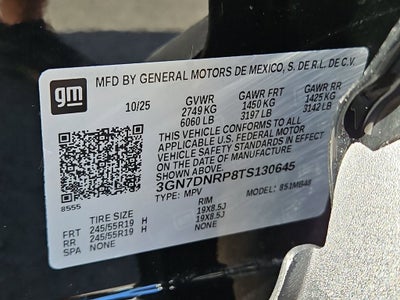 gm
MFD BY GENERAL MOTORS DE MEXICO, S. DE R.L. DE C.V.
10/25 GVWR GAWR FRT GAWR RR
2749 KG 1450 KG 1425 KG
6060 LB 3197 LB 3142 LB
THIS VEHICLE CONFORMS TO ALL
APPLICABLE U.S. FEDERAL MOTOR
VEHICLE SAFETY STANDARDS IN EFFECT
ON THE DATE OF MANUFACTURE
SHOWN ABOVE.
3GN7DNRP8TS130645
TYPE: MPV MODEL: 8S1MB48
8555
TIRE SIZE RIM
FRT 245/55R19 H 19X8.5J
RR 245/55R19 H 19X8.5J
SPA NONE NONE